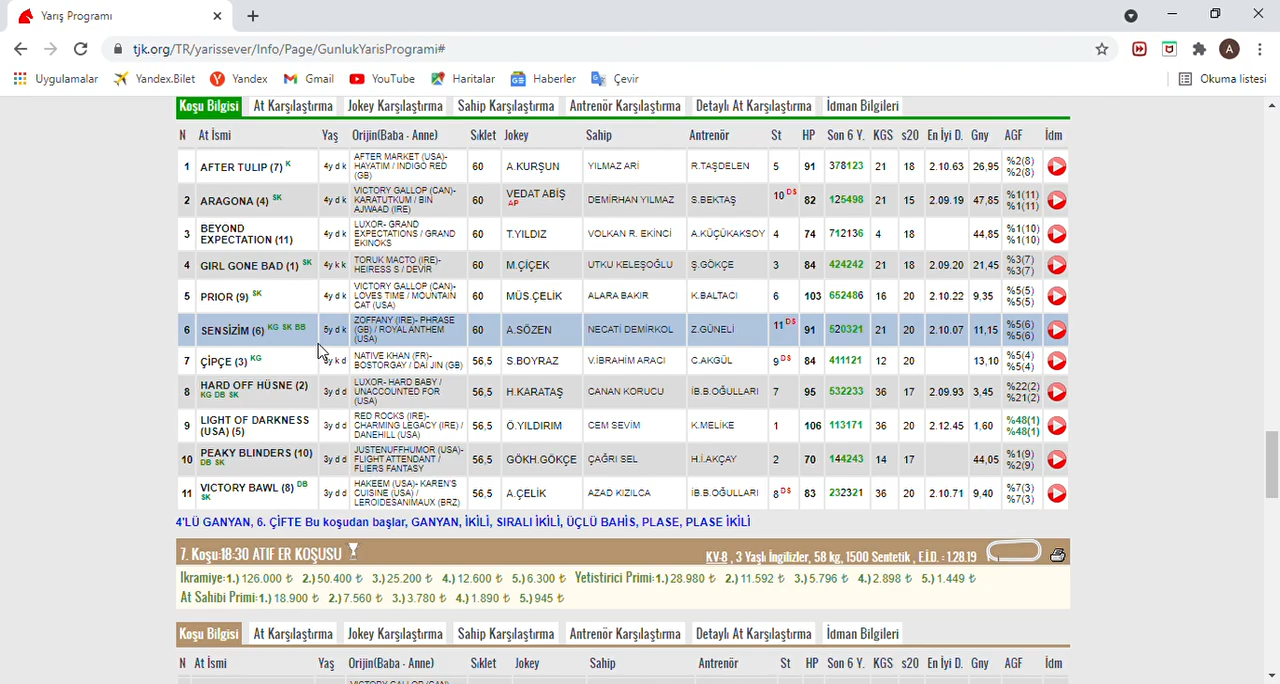 Yarış Programı
tjk.org/TR/yarissever/Info/Page/GunlukYarisProgrami#
A
Uygulamalar Yandex.Bilet Yandex Gmail YouTube Haritalar Haberler Çevir Okuma listesi
Koşu Bilgisi At Karşılaştırma Jokey Karşılaştırma Sahip Karşılaştırma Antrenör Karşılaştırma Detaylı At Karşılaştırma İdman Bilgileri
N At İsmi Yaş Orijin(Baba - Anne) Sıklet Jokey Sahip Antrenör St HP Son 6 Y. KGS s20 En İyi D. Gny AGF İdm
1 AFTER TULIP (7) K 4y d k AFTER MARKET (USA)- HAYATIM / INDIGO RED (GB) 60 A.KURŞUN YILMAZ ARİ R.TAŞDELEN 5 91 378123 21 18 2.10.63 26,95 %2(8) %2(8)
2 ARAGONA (4) SK 4y d k VICTORY GALLOP (CAN)- KARATUTKUM / BIN AJWAAD (IRE) 60 VEDAT ABİŞ AP DEMİRHAN YILMAZ S.BEKTAŞ 10 DS 82 125498 21 15 2.09.19 47,85 %1(11) %1(11)
3 BEYOND EXPECTATION (11) 4y d k LUXOR- GRAND EXPECTATIONS / GRAND EKINOKS 60 T.YILDIZ VOLKAN R. EKİNCİ A.KÜÇÜKAKSOY 4 74 712136 4 18 44,85 %1(10) %1(10)
4 GIRL GONE BAD (1) SK 4y k k TORUK MACTO (IRE)- HEIRESS S / DEVİR 60 M.ÇİÇEK UTKU KELEŞOĞLU Ş.GÖKÇE 3 84 424242 21 18 2.09.20 21,45 %3(7) %3(7)
5 PRIOR (9) SK 4y d k VICTORY GALLOP (CAN)- LOVES TIME / MOUNTAIN CAT (USA) 60 MÜS.ÇELİK ALARA BAKIR K.BALTACI 6 103 652486 16 20 2.10.22 9,35 %5(5) %5(5)
6 SENSİZİM (6) KG SK BB 5y d k ZOFFANY (IRE)- PHRASE (GB) / ROYAL ANTHEM (USA) 60 A.SÖZEN NECATİ DEMİRKOL Z.GÜNELİ 11 DS 91 520321 21 20 2.10.07 11,15 %5(6) %5(6)
7 ÇİPÇE (3) KG y k d NATIVE KHAN (FR)- BOSTORGAY / DAI JIN (GB) 56,5 S.BOYRAZ V.İBRAHİM ARACI C.AKGÜL 9 DS 84 411121 12 20 13,10 %5(4) %5(4)
8 HARD OFF HÜSNE (2) KG DB SK 3y d d LUXOR- HARD BABY / UNACCOUNTED FOR (USA) 56,5 H.KARATAŞ CANAN KORUCU İB.B.OĞULLARI 7 95 532233 36 17 2.09.93 3,45 %22(2) %21(2)
9 LIGHT OF DARKNESS (USA) (5) 3y d d RED ROCKS (IRE)- CHARMING LEGACY (IRE) / DANEHILL (USA) 56,5 Ö.YILDIRIM CEM SEVİM K.MELİKE 1 106 113171 36 20 2.12.45 1,60 %48(1) %48(1)
10 PEAKY BLINDERS (10) DB SK 3y d d JUSTENUFFHUMOR (USA)- FLIGHT ATTENDANT / FLIERS FANTASY 56,5 GÖKH.GÖKÇE ÇAĞRI SEL H.İ.AKÇAY 2 70 144243 14 17 44,05 %1(9) %2(9)
11 VICTORY BAWL (8) DB SK 3y d d HAKEEM (USA)- KAREN'S CUISINE (USA) / LEROIDESANIMAUX (BRZ) 56,5 A.ÇELİK AZAD KIZILCA İB.B.OĞULLARI 8 DS 83 232321 36 20 2.10.71 9,40 %7(3) %7(3)
4'LÜ GANYAN, 6. ÇİFTE Bu koşudan başlar, GANYAN, İKİLİ, SIRALI İKİLİ, ÜÇLÜ BAHİS, PLASE, PLASE İKİLİ
7. Koşu:18:30 ATIF ER KOŞUSU KV-8 , 3 Yaşlı İngilizler, 58 kg, 1500 Sentetik , E.İ.D. : 1.28.19
Ikramiye:1.) 126.000 ₺ 2.) 50.400 ₺ 3.) 25.200 ₺ 4.) 12.600 ₺ 5.) 6.300 ₺ Yetistirici Primi:1.) 28.980 ₺ 2.) 11.592 ₺ 3.) 5.796 ₺ 4.) 2.898 ₺ 5.) 1.449 ₺
At Sahibi Primi:1.) 18.900 ₺ 2.) 7.560 ₺ 3.) 3.780 ₺ 4.) 1.890 ₺ 5.) 945 ₺
Koşu Bilgisi At Karşılaştırma Jokey Karşılaştırma Sahip Karşılaştırma Antrenör Karşılaştırma Detaylı At Karşılaştırma İdman Bilgileri
N At İsmi Yaş Orijin(Baba - Anne) Sıklet Jokey Sahip Antrenör St HP Son 6 Y. KGS s20 En İyi D. Gny AGF İdm